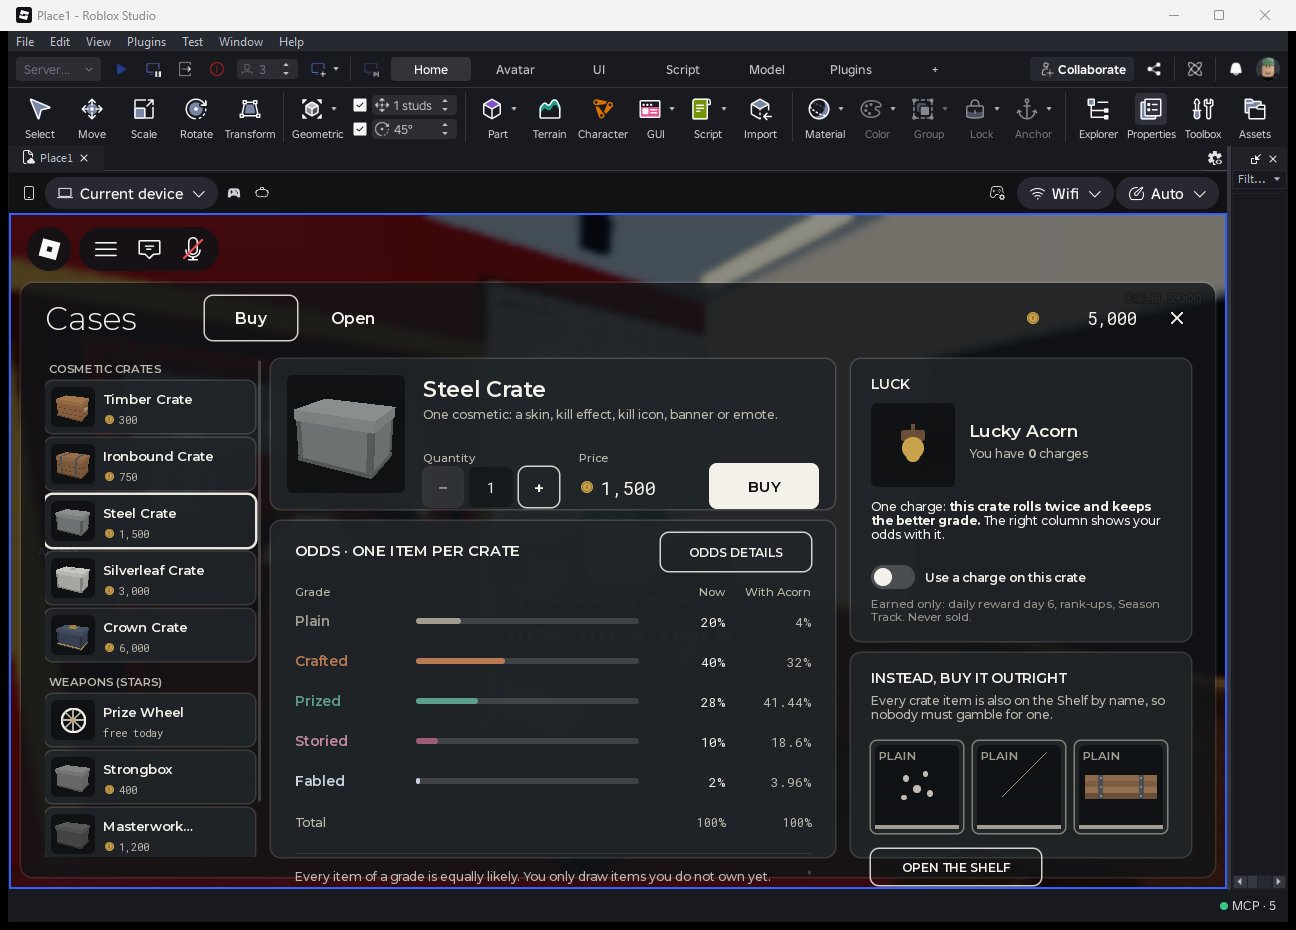 Place1 - Roblox Studio
File Edit View Plugins Test Window Help
Server... 3 Home Avatar UI Script Model Plugins + Collaborate
1 studs
45°
Select Move Scale Rotate Transform Geometric Part Terrain Character GUI Script Import Material Color Group Lock Anchor Explorer Properties Toolbox Assets
Place1
Filt...
Current device Wifi Auto
GOLD 5,000
Cases Buy Open 5,000
COSMETIC CRATES
Timber Crate
300
Ironbound Crate
750
Steel Crate
1,500
Silverleaf Crate
3,000
Crown Crate
6,000
WEAPONS (STARS)
Prize Wheel
free today
Strongbox
400
Masterwork...
1,200
Steel Crate
One cosmetic: a skin, kill effect, kill icon, banner or emote.
Quantity Price
− 1 + 1,500 BUY
ODDS · ONE ITEM PER CRATE ODDS DETAILS
Grade Now With Acorn
Plain 20% 4%
Crafted 40% 32%
Prized 28% 41.44%
Storied 10% 18.6%
Fabled 2% 3.96%
Total 100% 100%
Every item of a grade is equally likely. You only draw items you do not own yet.
LUCK
Lucky Acorn
You have 0 charges
One charge: this crate rolls twice and keeps
the better grade. The right column shows your
odds with it.
Use a charge on this crate
Earned only: daily reward day 6, rank-ups, Season
Track. Never sold.
INSTEAD, BUY IT OUTRIGHT
Every crate item is also on the Shelf by name, so
nobody must gamble for one.
PLAIN PLAIN PLAIN
OPEN THE SHELF
MCP · 5